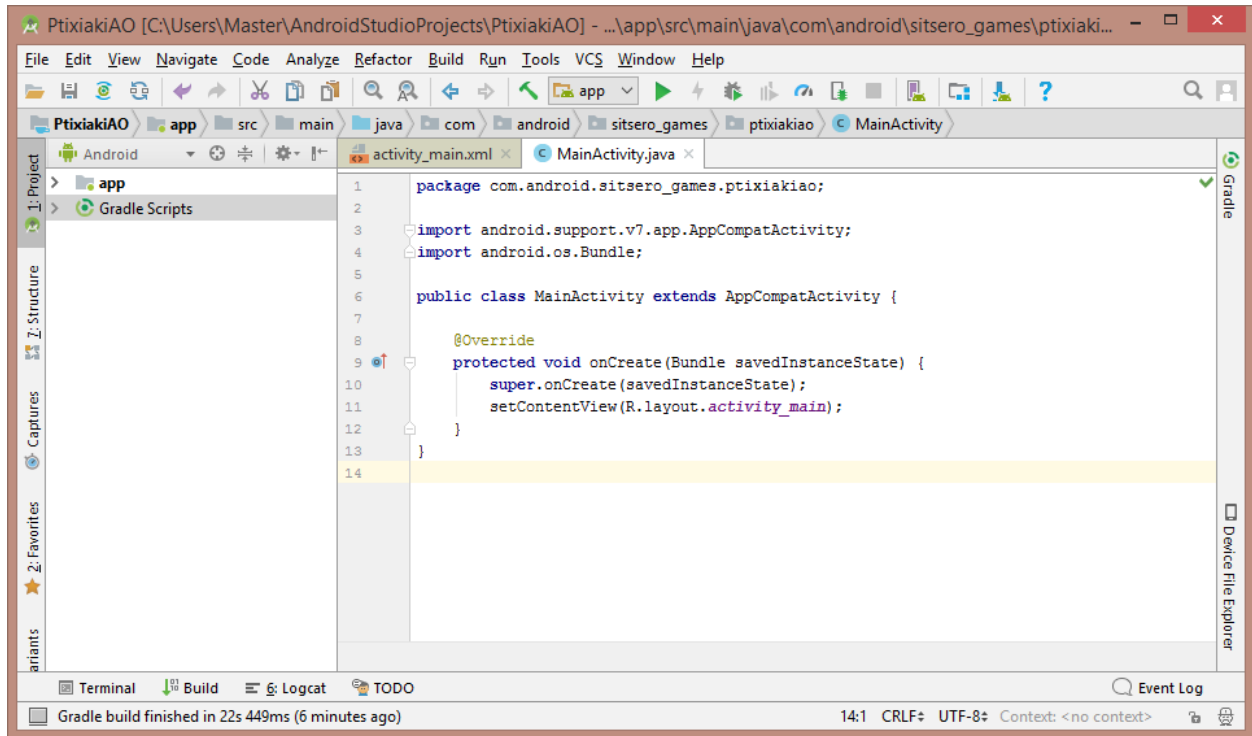 PtixiakiAO [C:\Users\Master\AndroidStudioProjects\PtixiakiAO] - ...\app\src\main\java\com\android\sitsero_games\ptixiaki...
File Edit View Navigate Code Analyze Refactor Build Run Tools VCS Window Help
app
PtixiakiAO app src main java com android sitsero_games ptixiakiao MainActivity
Android
activity_main.xml MainActivity.java
app
Gradle Scripts
1: Project
7: Structure
Captures
2: Favorites
ariants
1 package com.android.sitsero_games.ptixiakiao;
2
3 import android.support.v7.app.AppCompatActivity;
4 import android.os.Bundle;
5
6 public class MainActivity extends AppCompatActivity {
7
8 @Override
9 protected void onCreate(Bundle savedInstanceState) {
10 super.onCreate(savedInstanceState);
11 setContentView(R.layout.activity_main);
12 }
13 }
14
Gradle
Device File Explorer
Terminal Build 6: Logcat TODO Event Log
Gradle build finished in 22s 449ms (6 minutes ago) 14:1 CRLF UTF-8 Context: <no context>